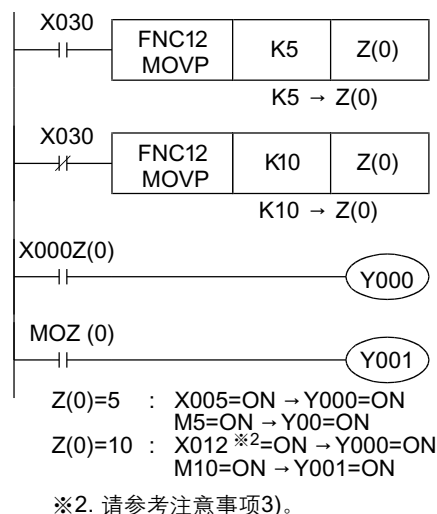 X030
FNC12 MOVP K5 Z(0)
K5 → Z(0)
X030
FNC12 MOVP K10 Z(0)
K10 → Z(0)
X000Z(0)
Y000
MOZ (0)
Y001
Z(0)=5 : X005=ON → Y000=ON
M5=ON → Y00=ON
Z(0)=10 : X012 ※2=ON → Y000=ON
M10=ON → Y001=ON
※2. 请参考注意事项3)。